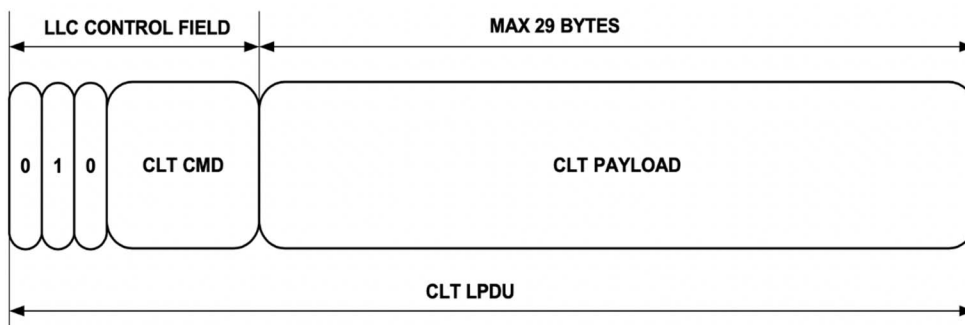 LLC CONTROL FIELD MAX 29 BYTES
0 1 0 CLT CMD CLT PAYLOAD
CLT LPDU